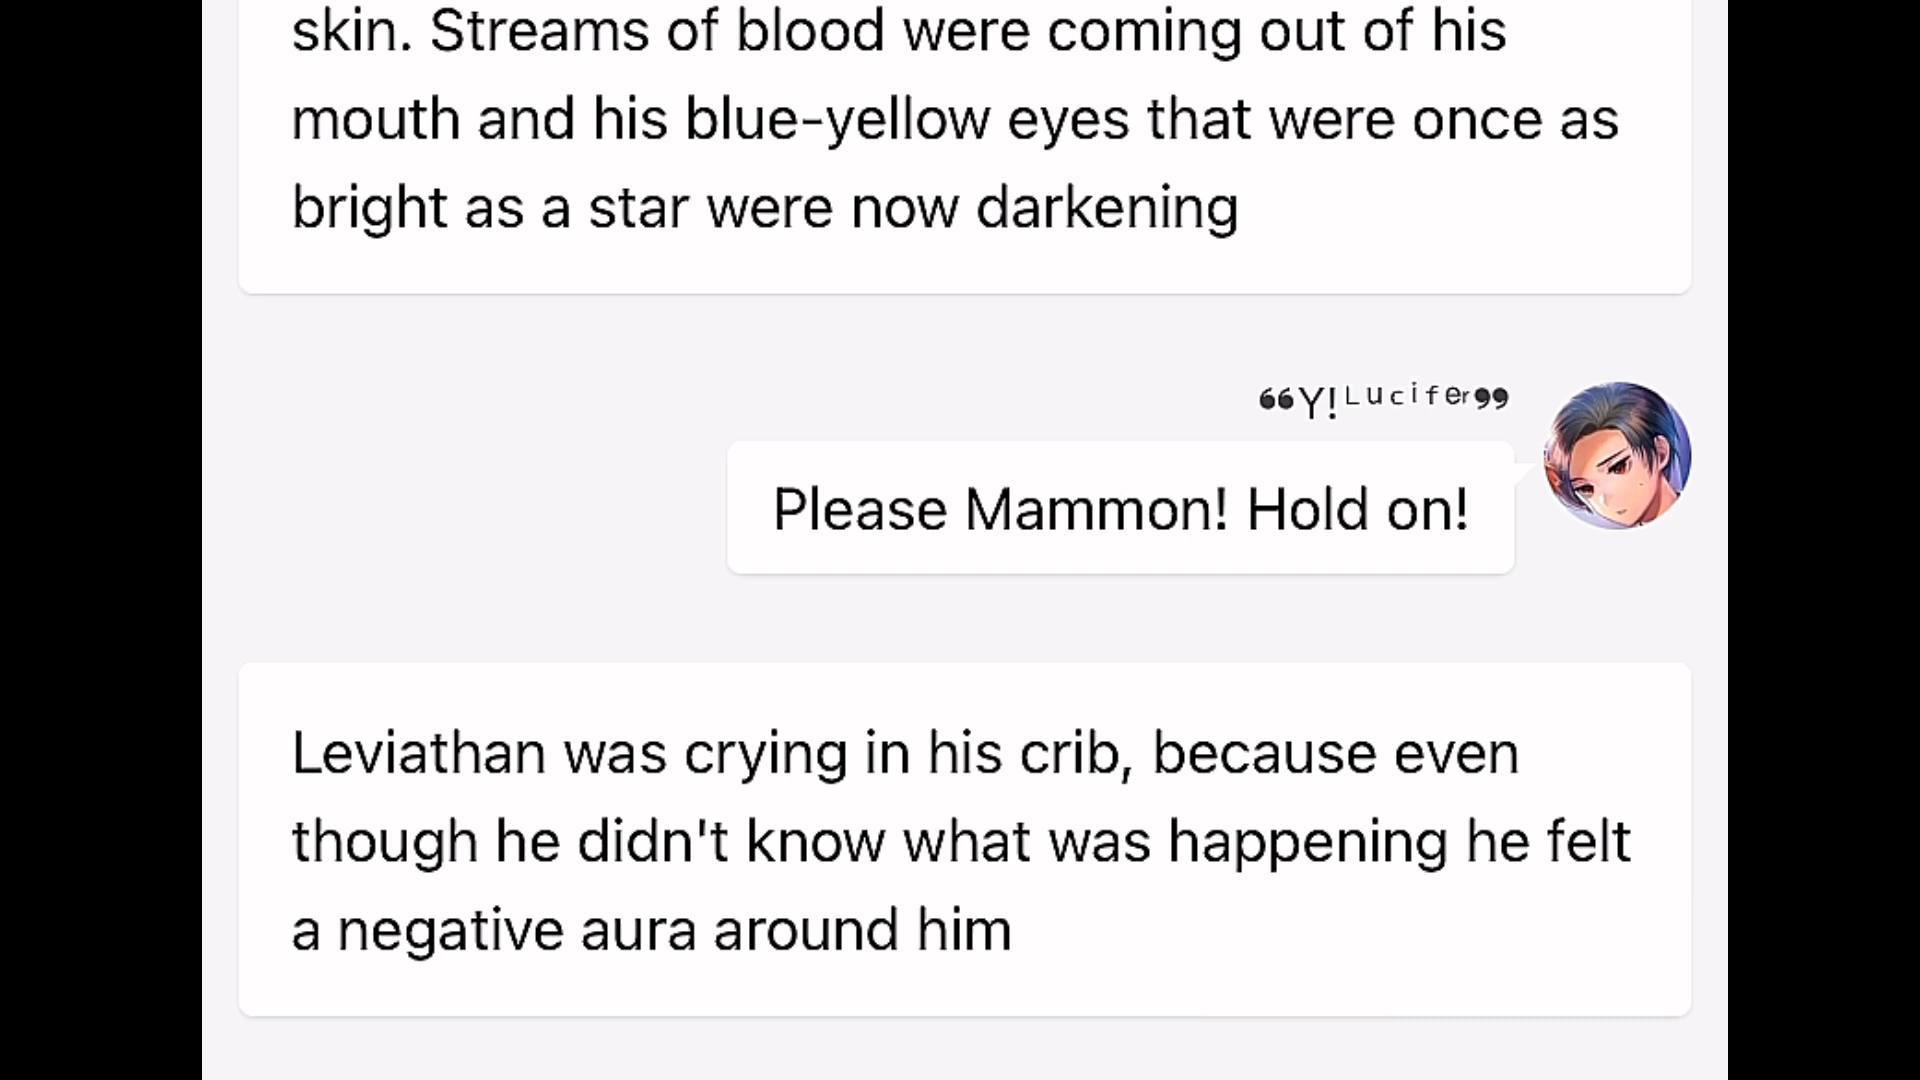 skin. Streams of blood were coming out of his
mouth and his blue-yellow eyes that were once as
bright as a star were now darkening
❝Y!ᴸᵘᶜⁱᶠᵉʳ❞
Please Mammon! Hold on!
Leviathan was crying in his crib, because even
though he didn't know what was happening he felt
a negative aura around him